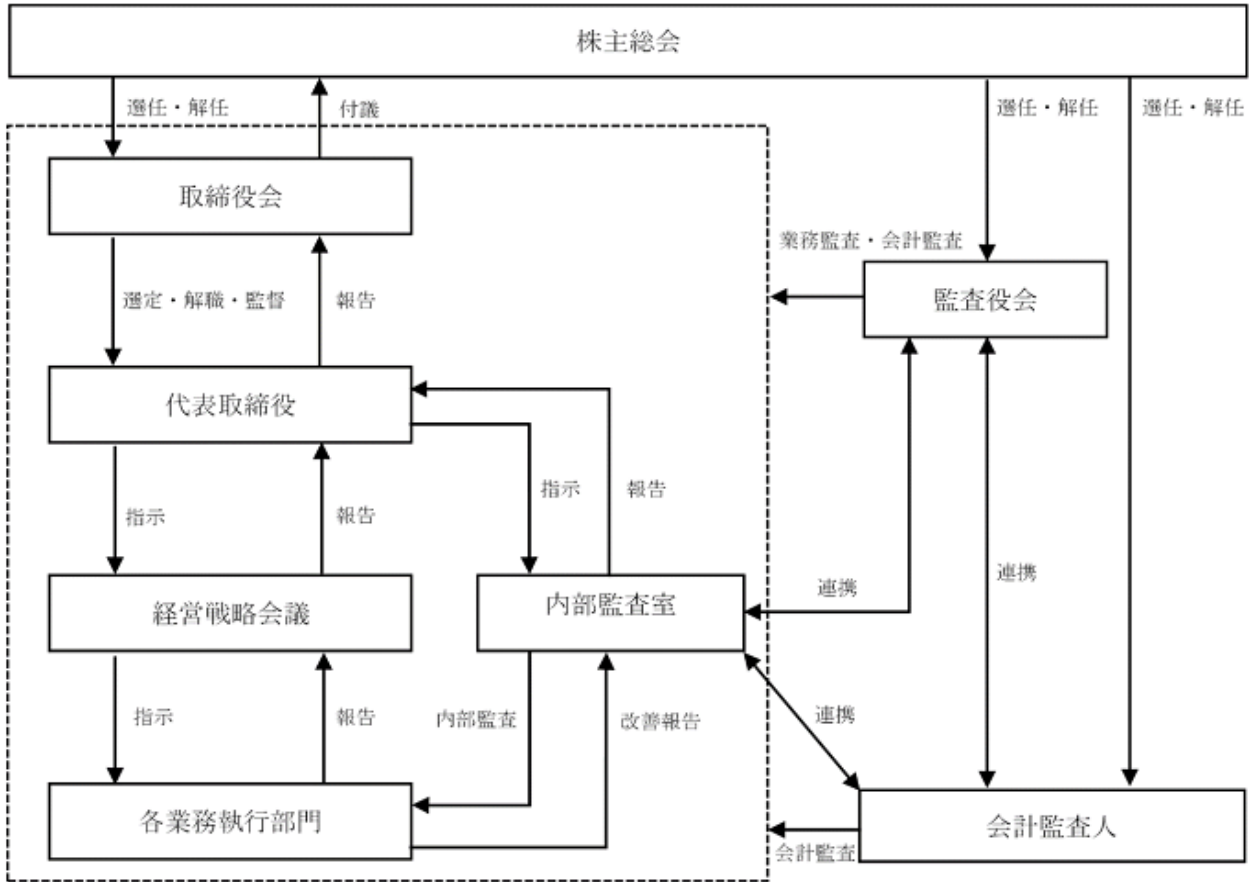 株主総会
選任・解任
付議
選任・解任
選任・解任
取締役会
業務監査・会計監査
監査役会
選定・解職・監督
報告
代表取締役
指示
報告
指示
報告
経営戦略会議
内部監査室
連携
連携
指示
報告
内部監査
改善報告
連携
各業務執行部門
会計監査人
会計監査